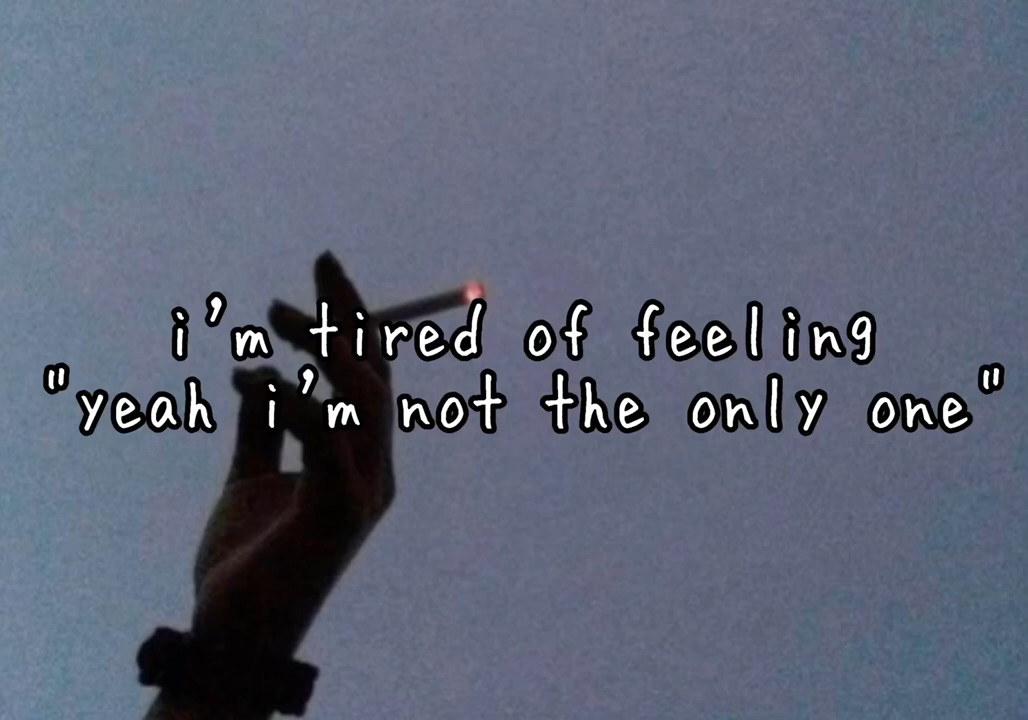 i'm tired of feeling
"yeah i'm not the only one"